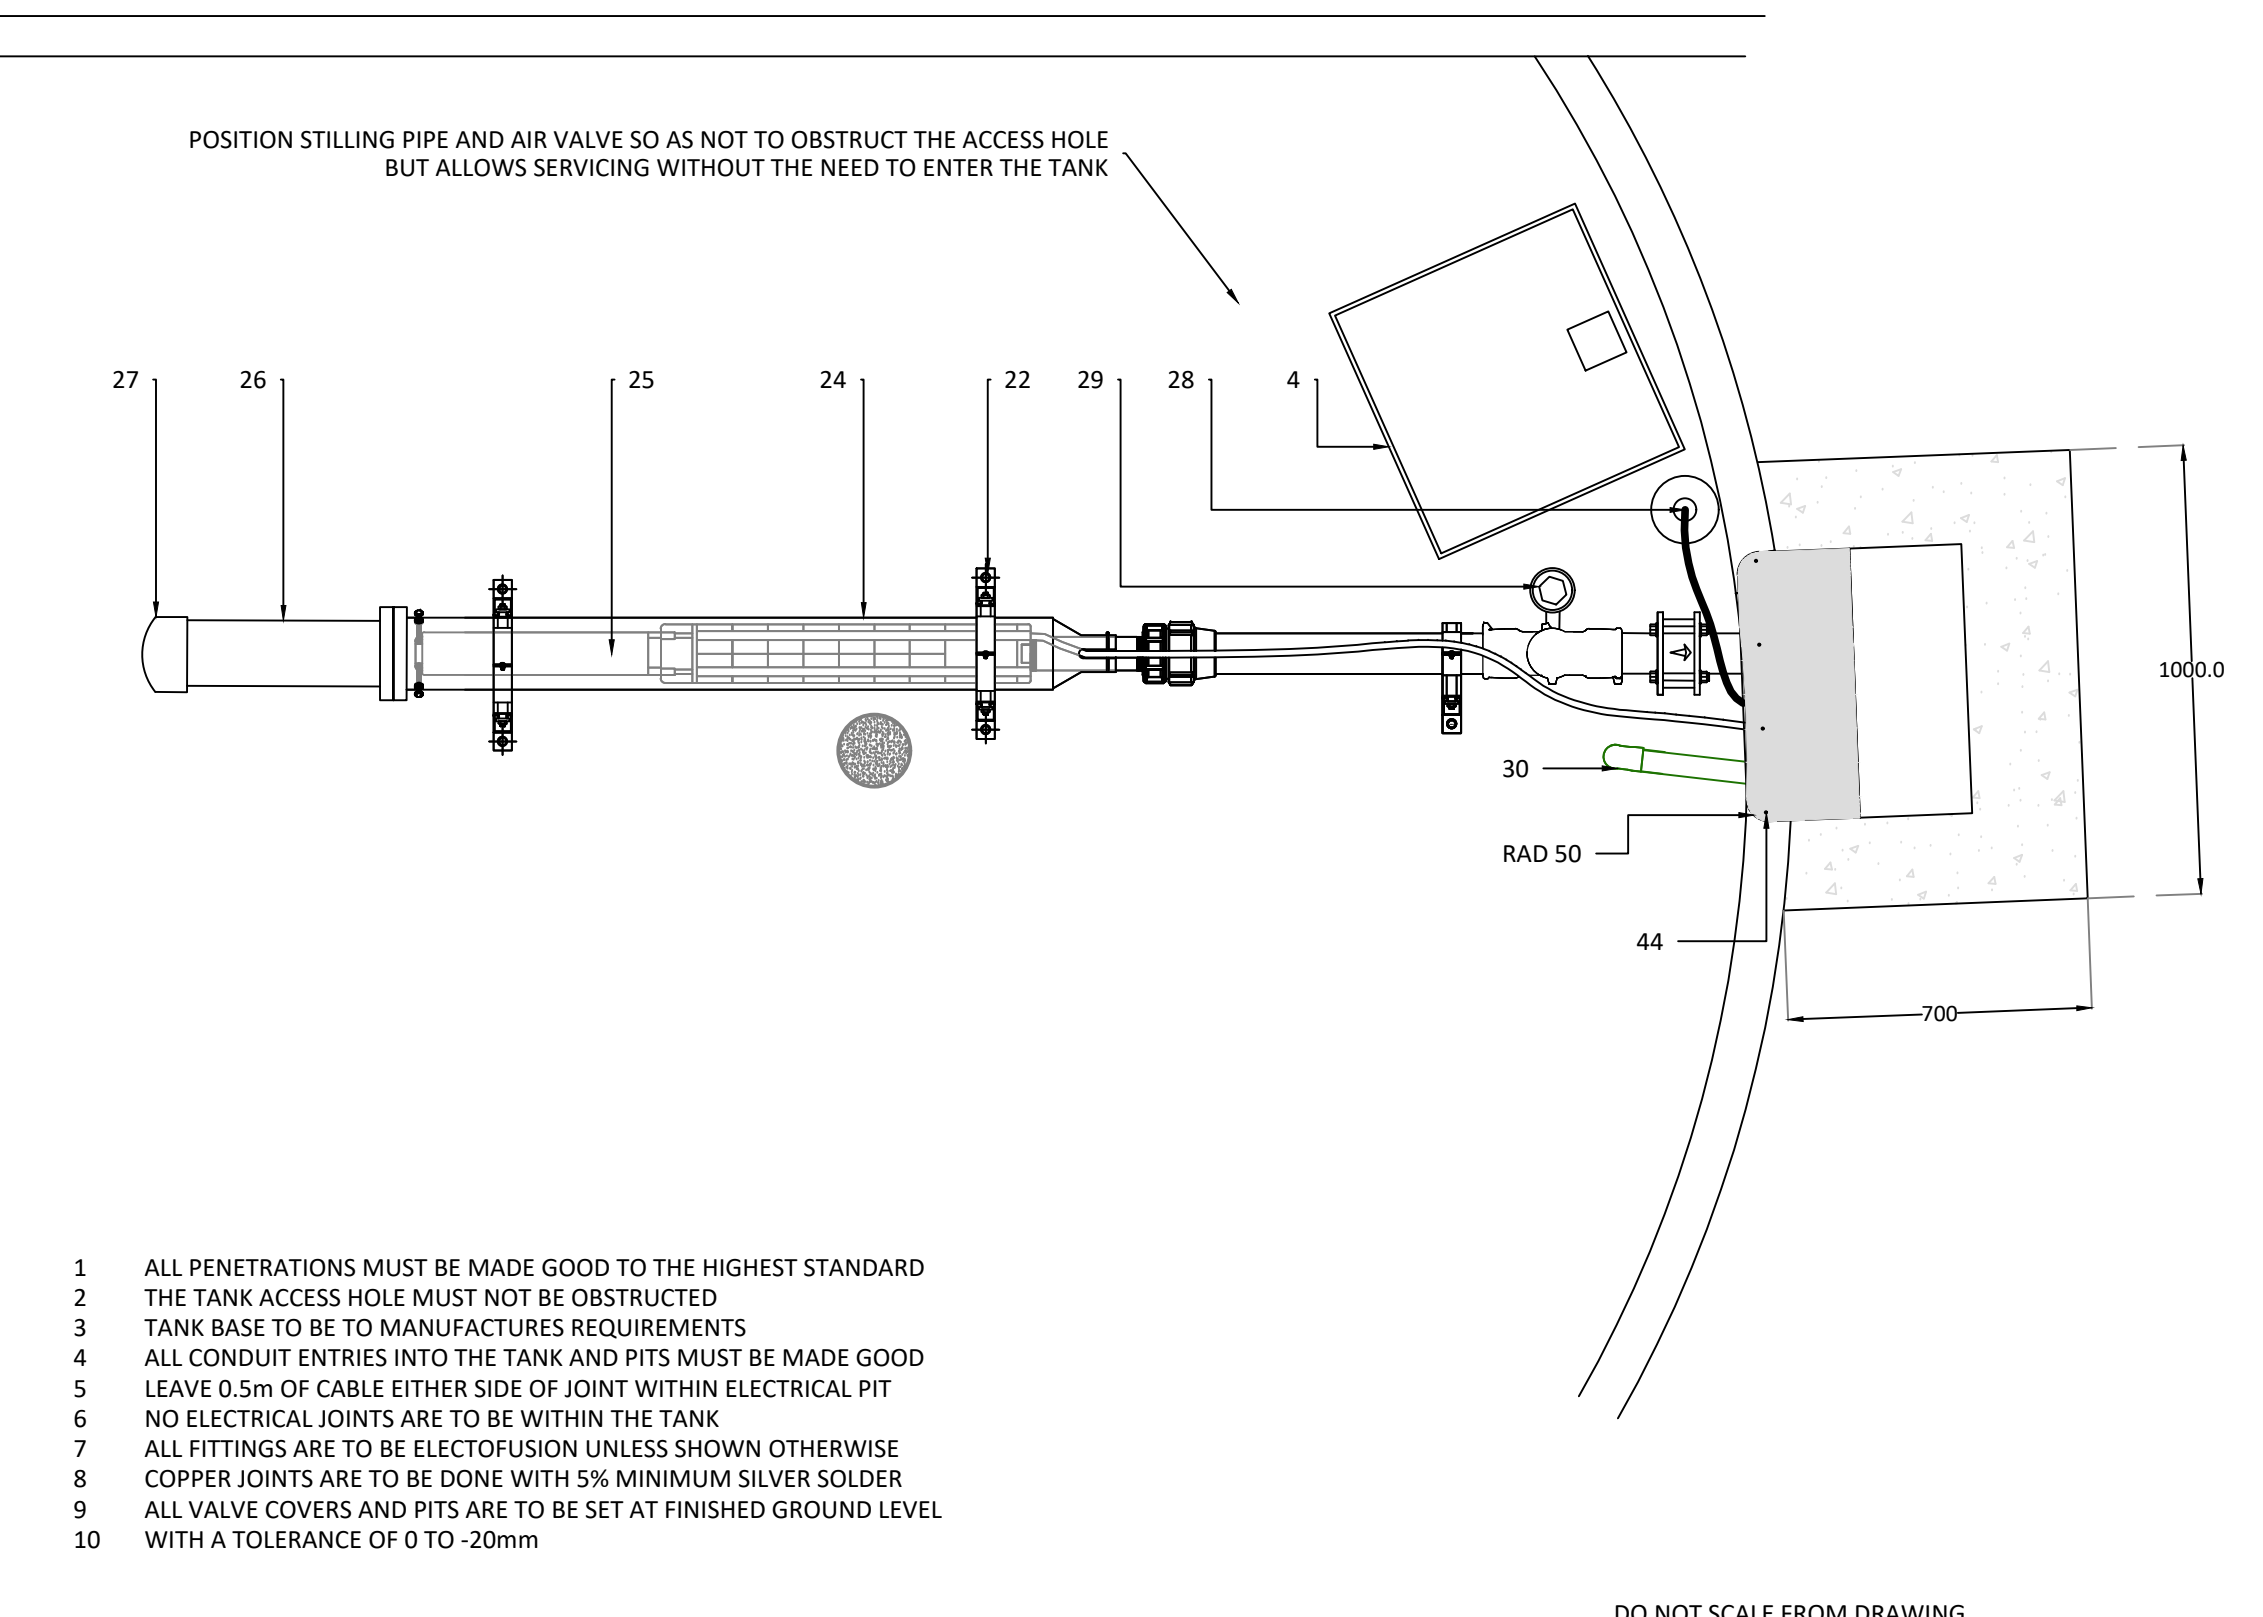 POSITION STILLING PIPE AND AIR VALVE SO AS NOT TO OBSTRUCT THE ACCESS HOLE
BUT ALLOWS SERVICING WITHOUT THE NEED TO ENTER THE TANK
27 26 25 24 22 29 28 4
1000.0
30
RAD 50
44
700
1 ALL PENETRATIONS MUST BE MADE GOOD TO THE HIGHEST STANDARD
2 THE TANK ACCESS HOLE MUST NOT BE OBSTRUCTED
3 TANK BASE TO BE TO MANUFACTURES REQUIREMENTS
4 ALL CONDUIT ENTRIES INTO THE TANK AND PITS MUST BE MADE GOOD
5 LEAVE 0.5m OF CABLE EITHER SIDE OF JOINT WITHIN ELECTRICAL PIT
6 NO ELECTRICAL JOINTS ARE TO BE WITHIN THE TANK
7 ALL FITTINGS ARE TO BE ELECTOFUSION UNLESS SHOWN OTHERWISE
8 COPPER JOINTS ARE TO BE DONE WITH 5% MINIMUM SILVER SOLDER
9 ALL VALVE COVERS AND PITS ARE TO BE SET AT FINISHED GROUND LEVEL
10 WITH A TOLERANCE OF 0 TO -20mm
DO NOT SCALE FROM DRAWING